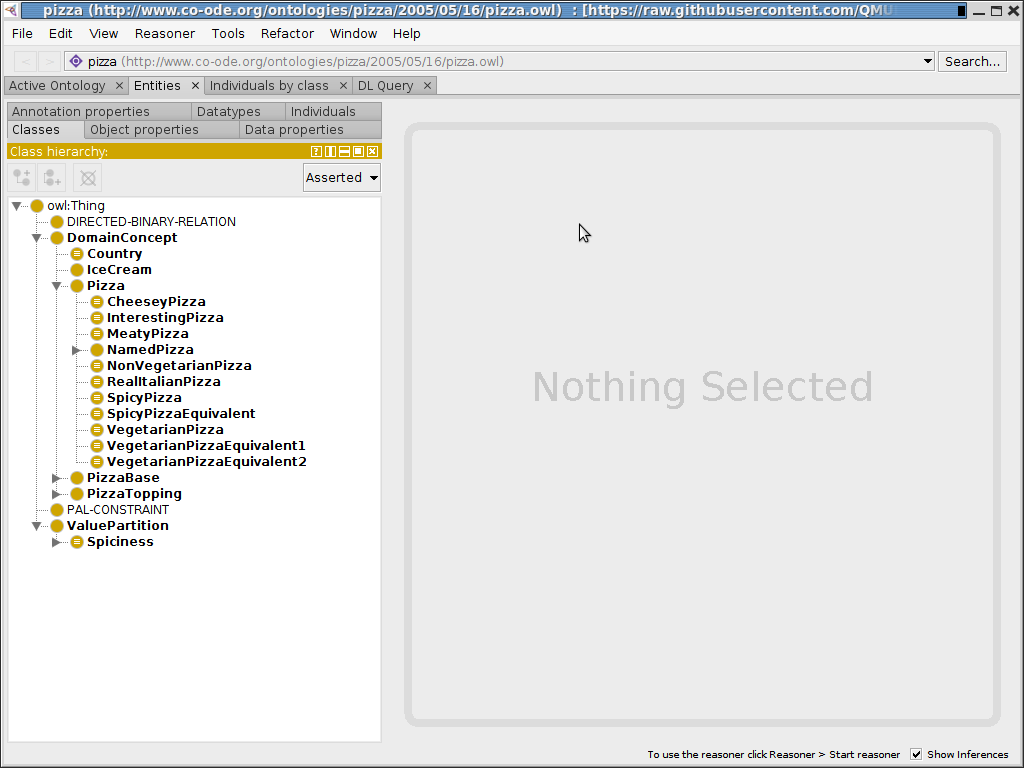 pizza (http://www.co-ode.org/ontologies/pizza/2005/05/16/pizza.owl) : [https://raw.githubusercontent.com/QMU
File Edit View Reasoner Tools Refactor Window Help
< > pizza (http://www.co-ode.org/ontologies/pizza/2005/05/16/pizza.owl) Search...
Active Ontology × Entities × Individuals by class × DL Query ×
Annotation properties Datatypes Individuals
Classes Object properties Data properties
Class hierarchy:
Asserted
owl:Thing
DIRECTED-BINARY-RELATION
DomainConcept
Country
IceCream
Pizza
CheeseyPizza
InterestingPizza
MeatyPizza
NamedPizza
NonVegetarianPizza
RealItalianPizza
SpicyPizza
SpicyPizzaEquivalent
VegetarianPizza
VegetarianPizzaEquivalent1
VegetarianPizzaEquivalent2
PizzaBase
PizzaTopping
PAL-CONSTRAINT
ValuePartition
Spiciness
Nothing Selected
To use the reasoner click Reasoner > Start reasoner Show Inferences